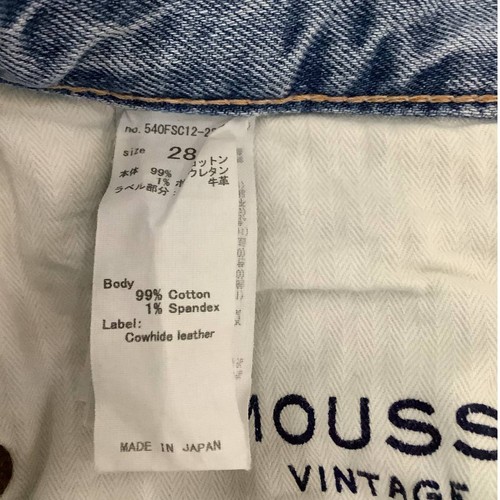 no.540FSC12-2
size 28
本体 99% コットン
1% ポリウレタン
ラベル部分: 牛革
Body
99% Cotton
1% Spandex
Label:
Cowhide leather
MADE IN JAPAN
MOUSS
VINTAGE